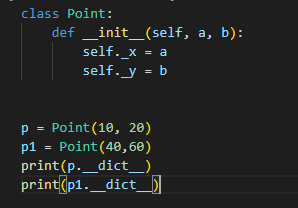 class Point:
    def __init__(self, a, b):
        self._x = a
        self._y = b
p = Point(10, 20)
p1 = Point(40,60)
print(p.__dict__)
print(p1.__dict__)